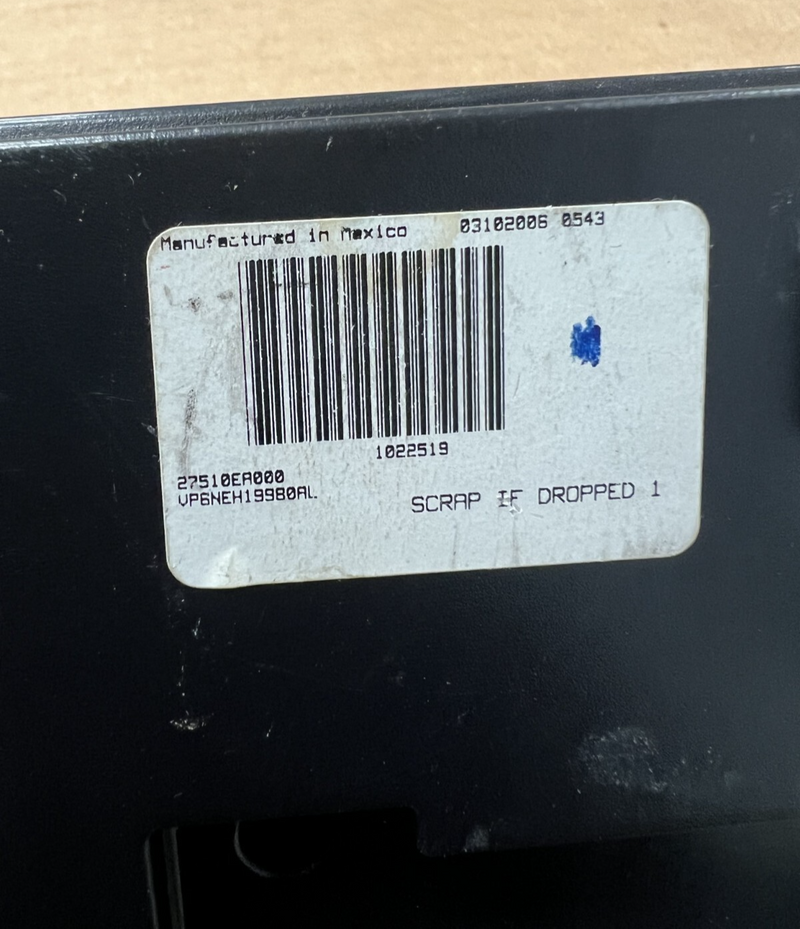 Manufactured in Mexico 03102006 0543
1022519
27510EA000
VP6NEH19980AL
SCRAP IF DROPPED 1